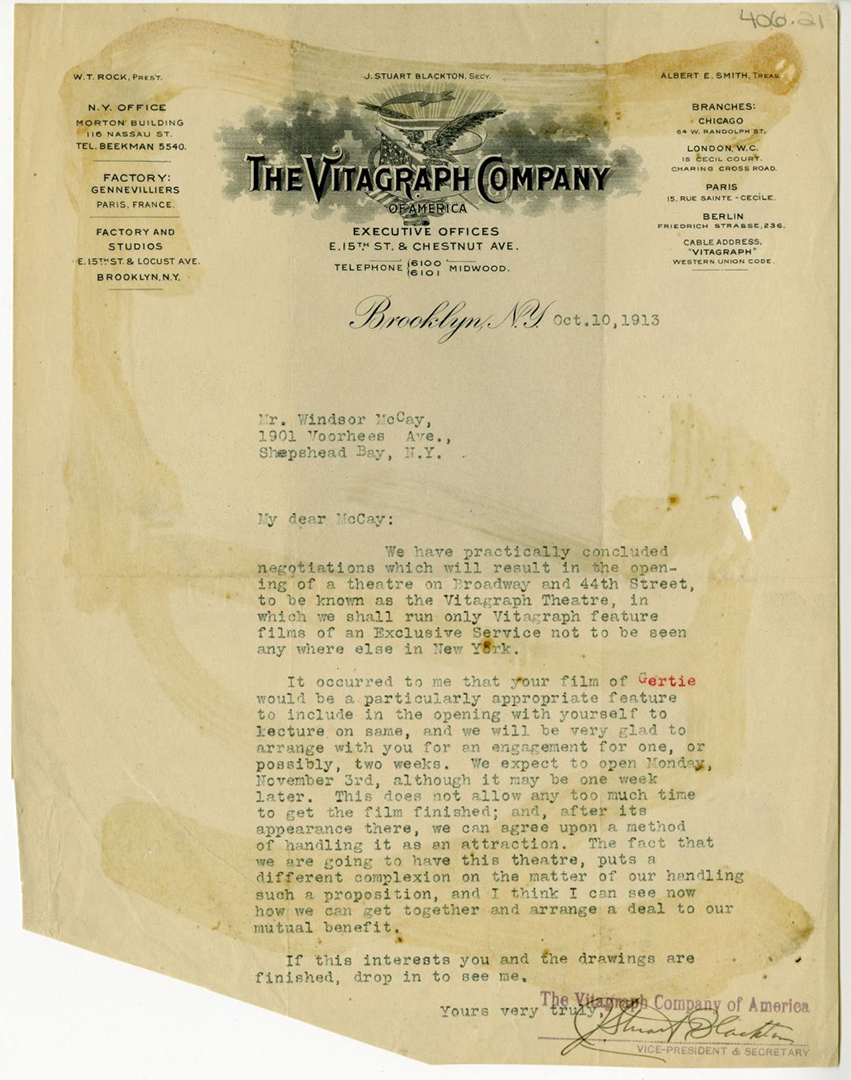 406.21
W.T. ROCK, PREST.
J. STUART BLACKTON, SECY.
ALBERT E. SMITH, TREAS.
N.Y. OFFICE
MORTON BUILDING
116 NASSAU ST.
TEL. BEEKMAN 5540.
FACTORY:
GENNEVILLIERS
PARIS, FRANCE.
FACTORY AND
STUDIOS
E.15TH ST. & LOCUST AVE.
BROOKLYN, N.Y.
THE VITAGRAPH COMPANY
OF AMERICA
EXECUTIVE OFFICES
E.15TH ST. & CHESTNUT AVE.
TELEPHONE {6100 6101} MIDWOOD.
BRANCHES:
CHICAGO
64 W. RANDOLPH ST.
LONDON, W.C.
15 CECIL COURT.
CHARING CROSS ROAD.
PARIS
15, RUE SAINTE-CECILE.
BERLIN
FRIEDRICH STRASSE, 236.
CABLE ADDRESS,
"VITAGRAPH"
WESTERN UNION CODE.
Brooklyn, N.Y. Oct.10,1913
Mr. Windsor McCay,
1901 Voorhees Ave.,
Shepshead Bay, N.Y.
My dear McCay:
We have practically concluded
negotiations which will result in the open-
ing of a theatre on Broadway and 44th Street,
to be known as the Vitagraph Theatre, in
which we shall run only Vitagraph feature
films of an Exclusive Service not to be seen
any where else in New York.
It occurred to me that your film of Gertie
would be a particularly appropriate feature
to include in the opening with yourself to
lecture on same, and we will be very glad to
arrange with you for an engagement for one, or
possibly, two weeks. We expect to open Monday,
November 3rd, although it may be one week
later. This does not allow any too much time
to get the film finished; and, after its
appearance there, we can agree upon a method
of handling it as an attraction. The fact that
we are going to have this theatre, puts a
different complexion on the matter of our handling
such a proposition, and I think I can see now
how we can get together and arrange a deal to our
mutual benefit.
If this interests you and the drawings are
finished, drop in to see me.
Yours very truly,
The Vitagraph Company of America
J. Stuart Blackton
VICE-PRESIDENT & SECRETARY